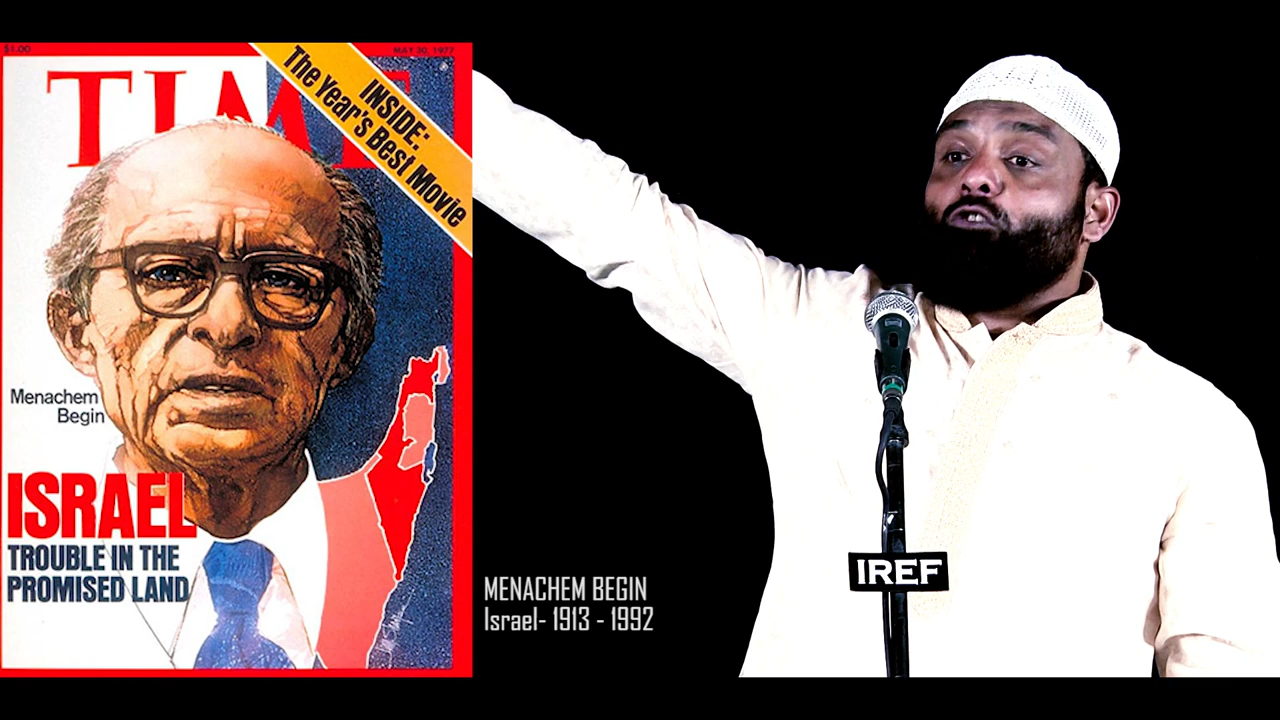 $1.00
MAY 30, 1977
TIME
INSIDE:
The Year's Best Movie
Menachem
Begin
ISRAEL
TROUBLE IN THE
PROMISED LAND
MENACHEM BEGIN
Israel- 1913 - 1992
IREF